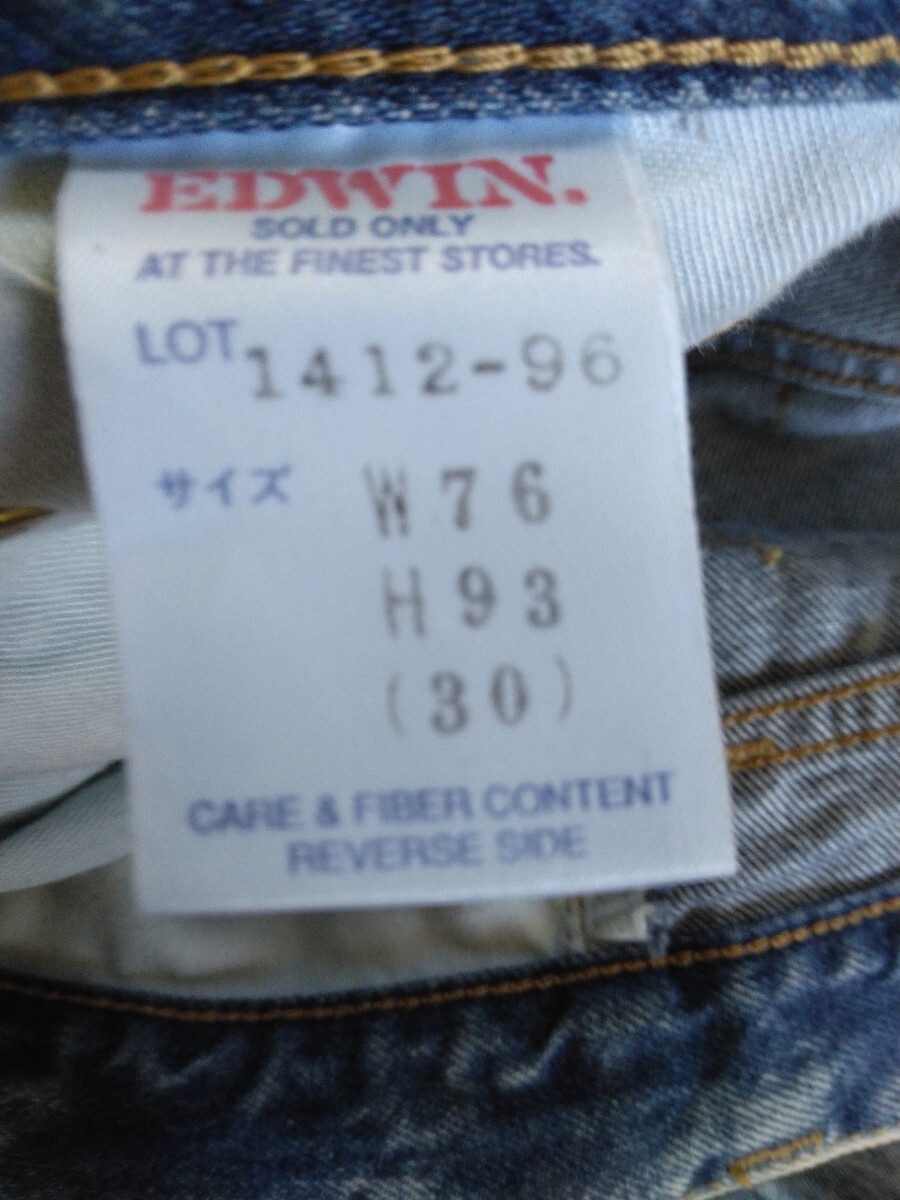 EDWIN.
SOLD ONLY
AT THE FINEST STORES.
LOT 1412-96
サイズ W76
H93
(30)
CARE & FIBER CONTENT
REVERSE SIDE